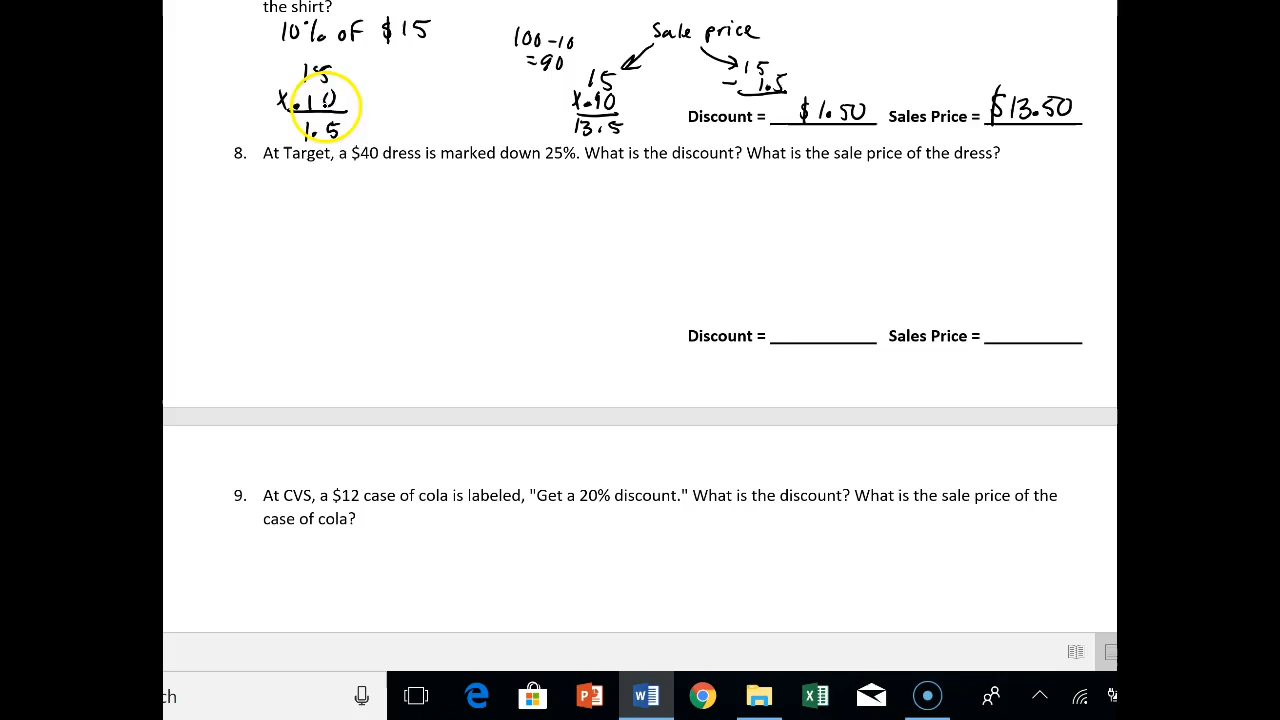 the shirt?
10% of $15
100-10
=90
Sale price
15
x.10
1.5
15
x.90
13.5
15
- 1.5
Discount = $1.50 Sales Price = $13.50
8. At Target, a $40 dress is marked down 25%. What is the discount? What is the sale price of the dress?
Discount = ____________ Sales Price = ____________
9. At CVS, a $12 case of cola is labeled, "Get a 20% discount." What is the discount? What is the sale price of the
case of cola?
ch